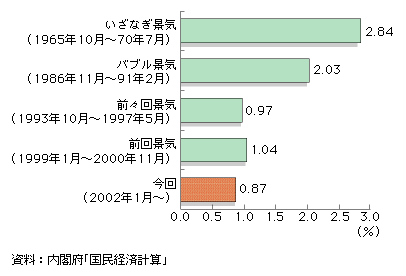 いざなぎ景気
（1965年10月～70年7月）
2.84
バブル景気
（1986年11月～91年2月）
2.03
前々回景気
（1993年10月～1997年5月）
0.97
前回景気
（1999年1月～2000年11月）
1.04
今回
（2002年1月～）
0.87
0.0 0.5 1.0 1.5 2.0 2.5 3.0
（%）
資料：内閣府「国民経済計算」